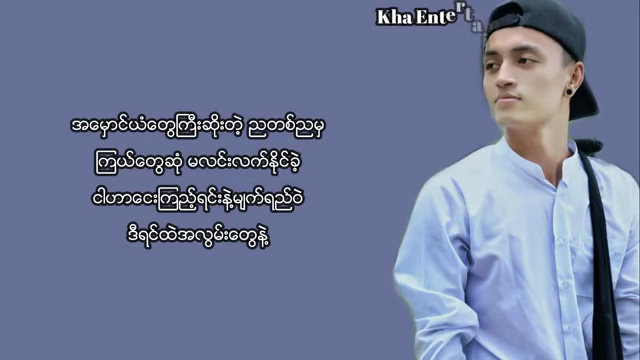 Kha Enterta
အမှောင်ယံတွေကြီးဆိုးတဲ့ ညတစ်ညမှ
ကြယ်တွေဆုံ မလင်းလက်နိုင်ခဲ့
ငါဟာငေးကြည့်ရင်းနဲ့မျက်ရည်ဝဲ
ဒီရင်ထဲအလွမ်းတွေနဲ့